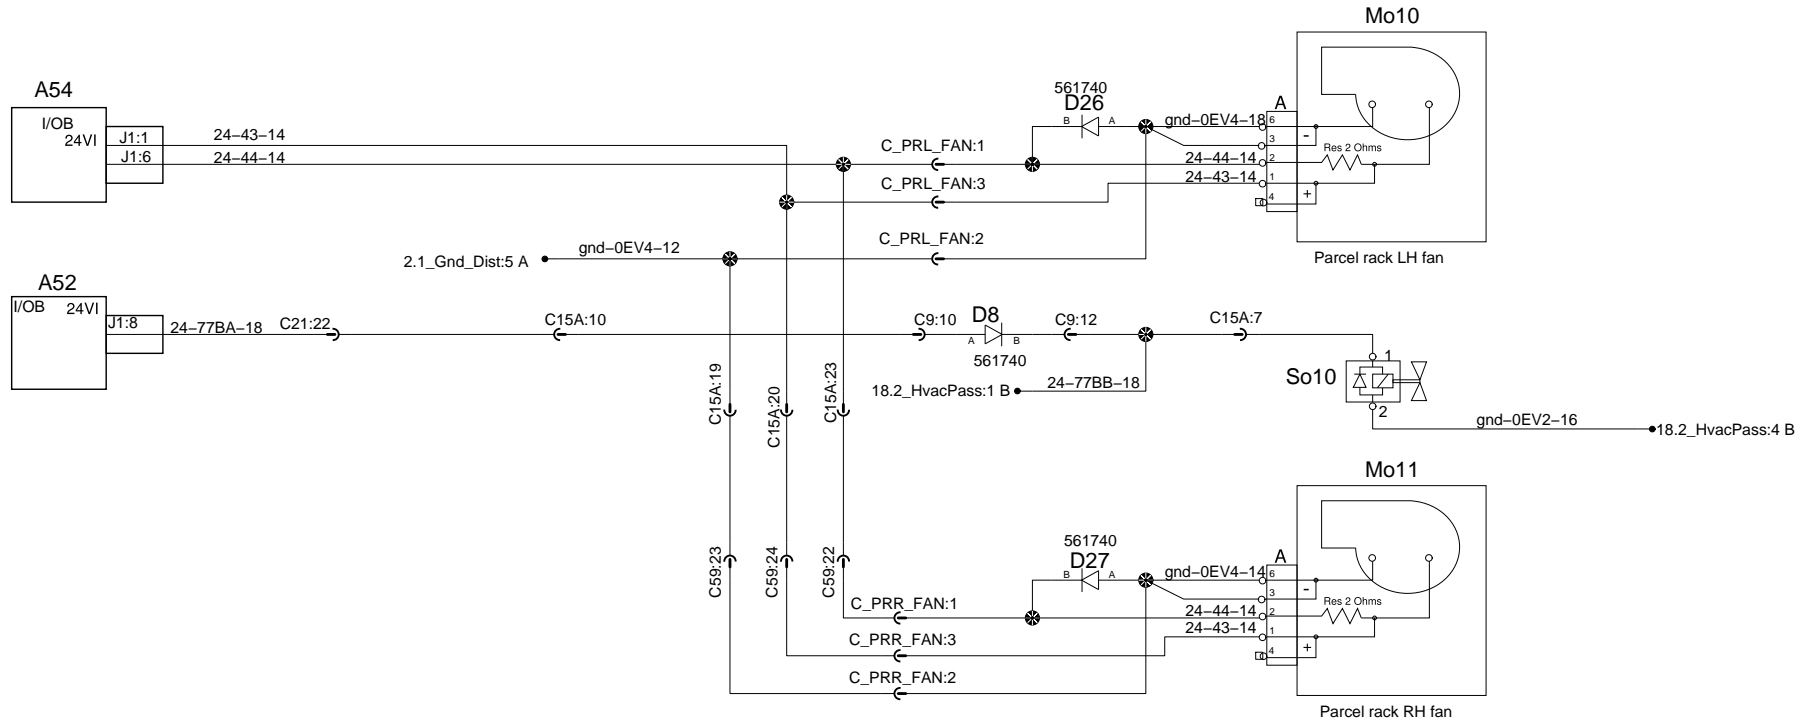 Mo10
A54
I/OB
24VI
J1:1
J1:6
24-43-14
24-44-14
561740
D26
B
A
A
gnd-0EV4-18
6
3
-
C_PRL_FAN:1
24-44-14
2
Res 2 Ohms
C_PRL_FAN:3
24-43-14
1
4
+
C_PRL_FAN:2
Parcel rack LH fan
2.1_Gnd_Dist:5 A
gnd-0EV4-12
A52
I/OB
24VI
J1:8
24-77BA-18
C21:22
C15A:10
C9:10
D8
A
B
561740
C9:12
C15A:7
18.2_HvacPass:1 B
24-77BB-18
So10
1
2
gnd-0EV2-16
18.2_HvacPass:4 B
C15A:19
C15A:20
C15A:23
C59:23
C59:24
C59:22
Mo11
561740
D27
B
A
A
gnd-0EV4-14
6
3
-
C_PRR_FAN:1
24-44-14
2
Res 2 Ohms
C_PRR_FAN:3
24-43-14
1
4
+
C_PRR_FAN:2
Parcel rack RH fan